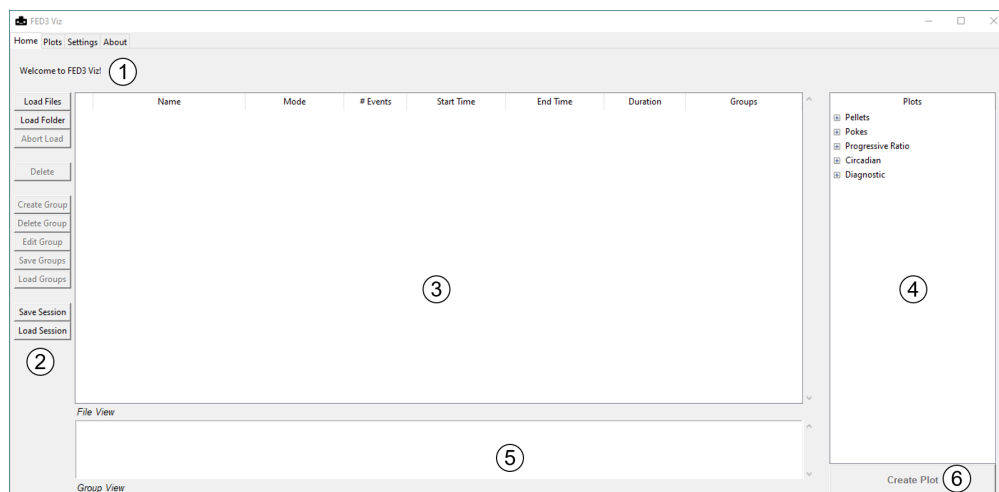 FED3 Viz
Home Plots Settings About
Welcome to FED3 Viz! 1
Load Files
Load Folder
Abort Load
Delete
Create Group
Delete Group
Edit Group
Save Groups
Load Groups
Save Session
Load Session
2
Name Mode # Events Start Time End Time Duration Groups
3
File View
5
Group View
Plots
Pellets
Pokes
Progressive Ratio
Circadian
Diagnostic
4
Create Plot 6